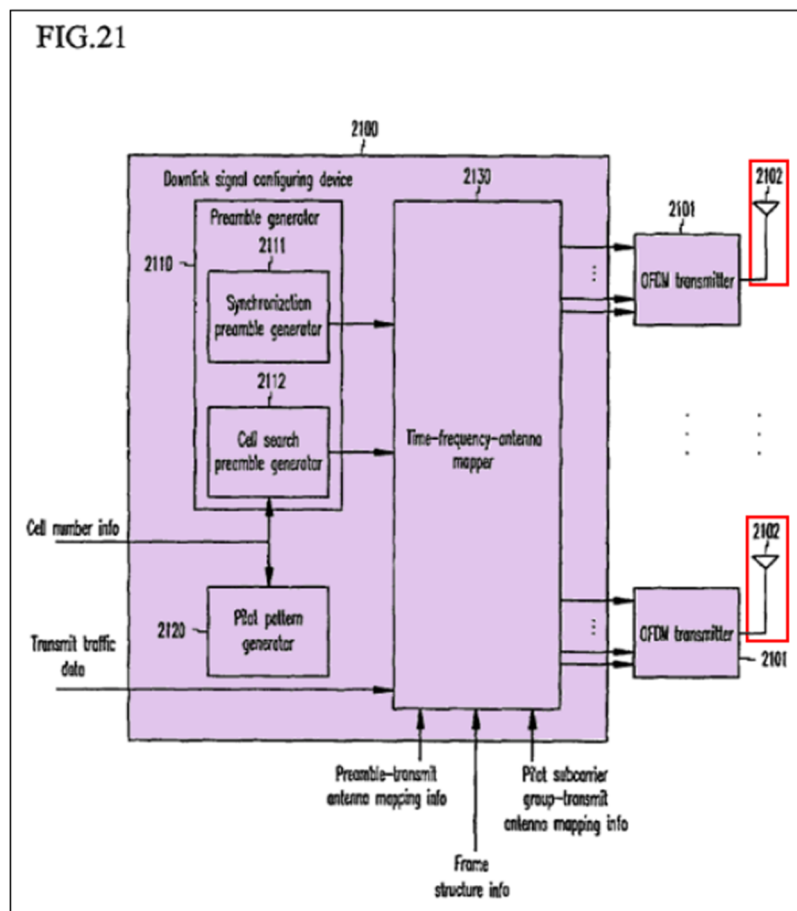 FIG.21
2100
Downlink signal configuring device
2130
2102
Preamble generator
2110
2111
2101
Synchronization
preamble generator
OFDM transmitter
2112
Cell search
preamble generator
Time-frequency-antenna
mapper
Cell number info
2102
2120
Pilot pattern
generator
OFDM transmitter
Transmit traffic
data
2101
Preamble-transmit
antenna mapping info
Pilot subcarrier
group-transmit
antenna mapping info
Frame
structure info